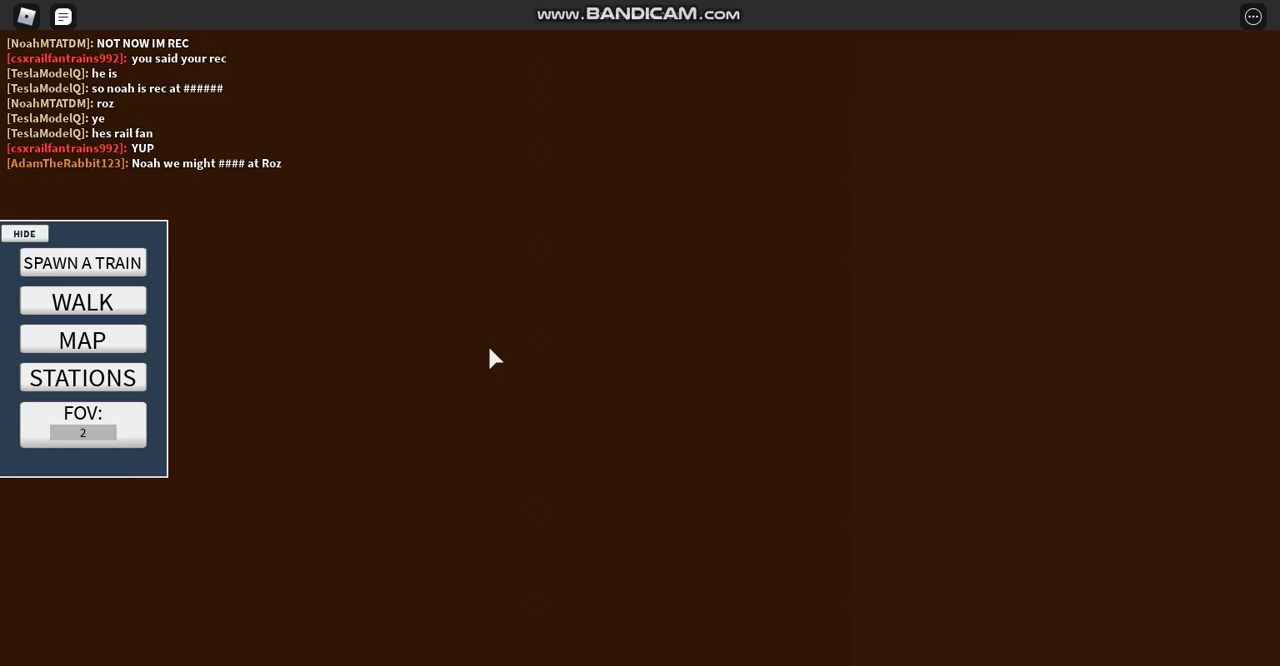 www.BANDICAM.com
[NoahMTATDM]: NOT NOW IM REC
[csxrailfantrains992]: you said your rec
[TeslaModelQ]: he is
[TeslaModelQ]: so noah is rec at ######
[NoahMTATDM]: roz
[TeslaModelQ]: ye
[TeslaModelQ]: hes rail fan
[csxrailfantrains992]: YUP
[AdamTheRabbit123]: Noah we might #### at Roz
HIDE
SPAWN A TRAIN
WALK
MAP
STATIONS
FOV:
2